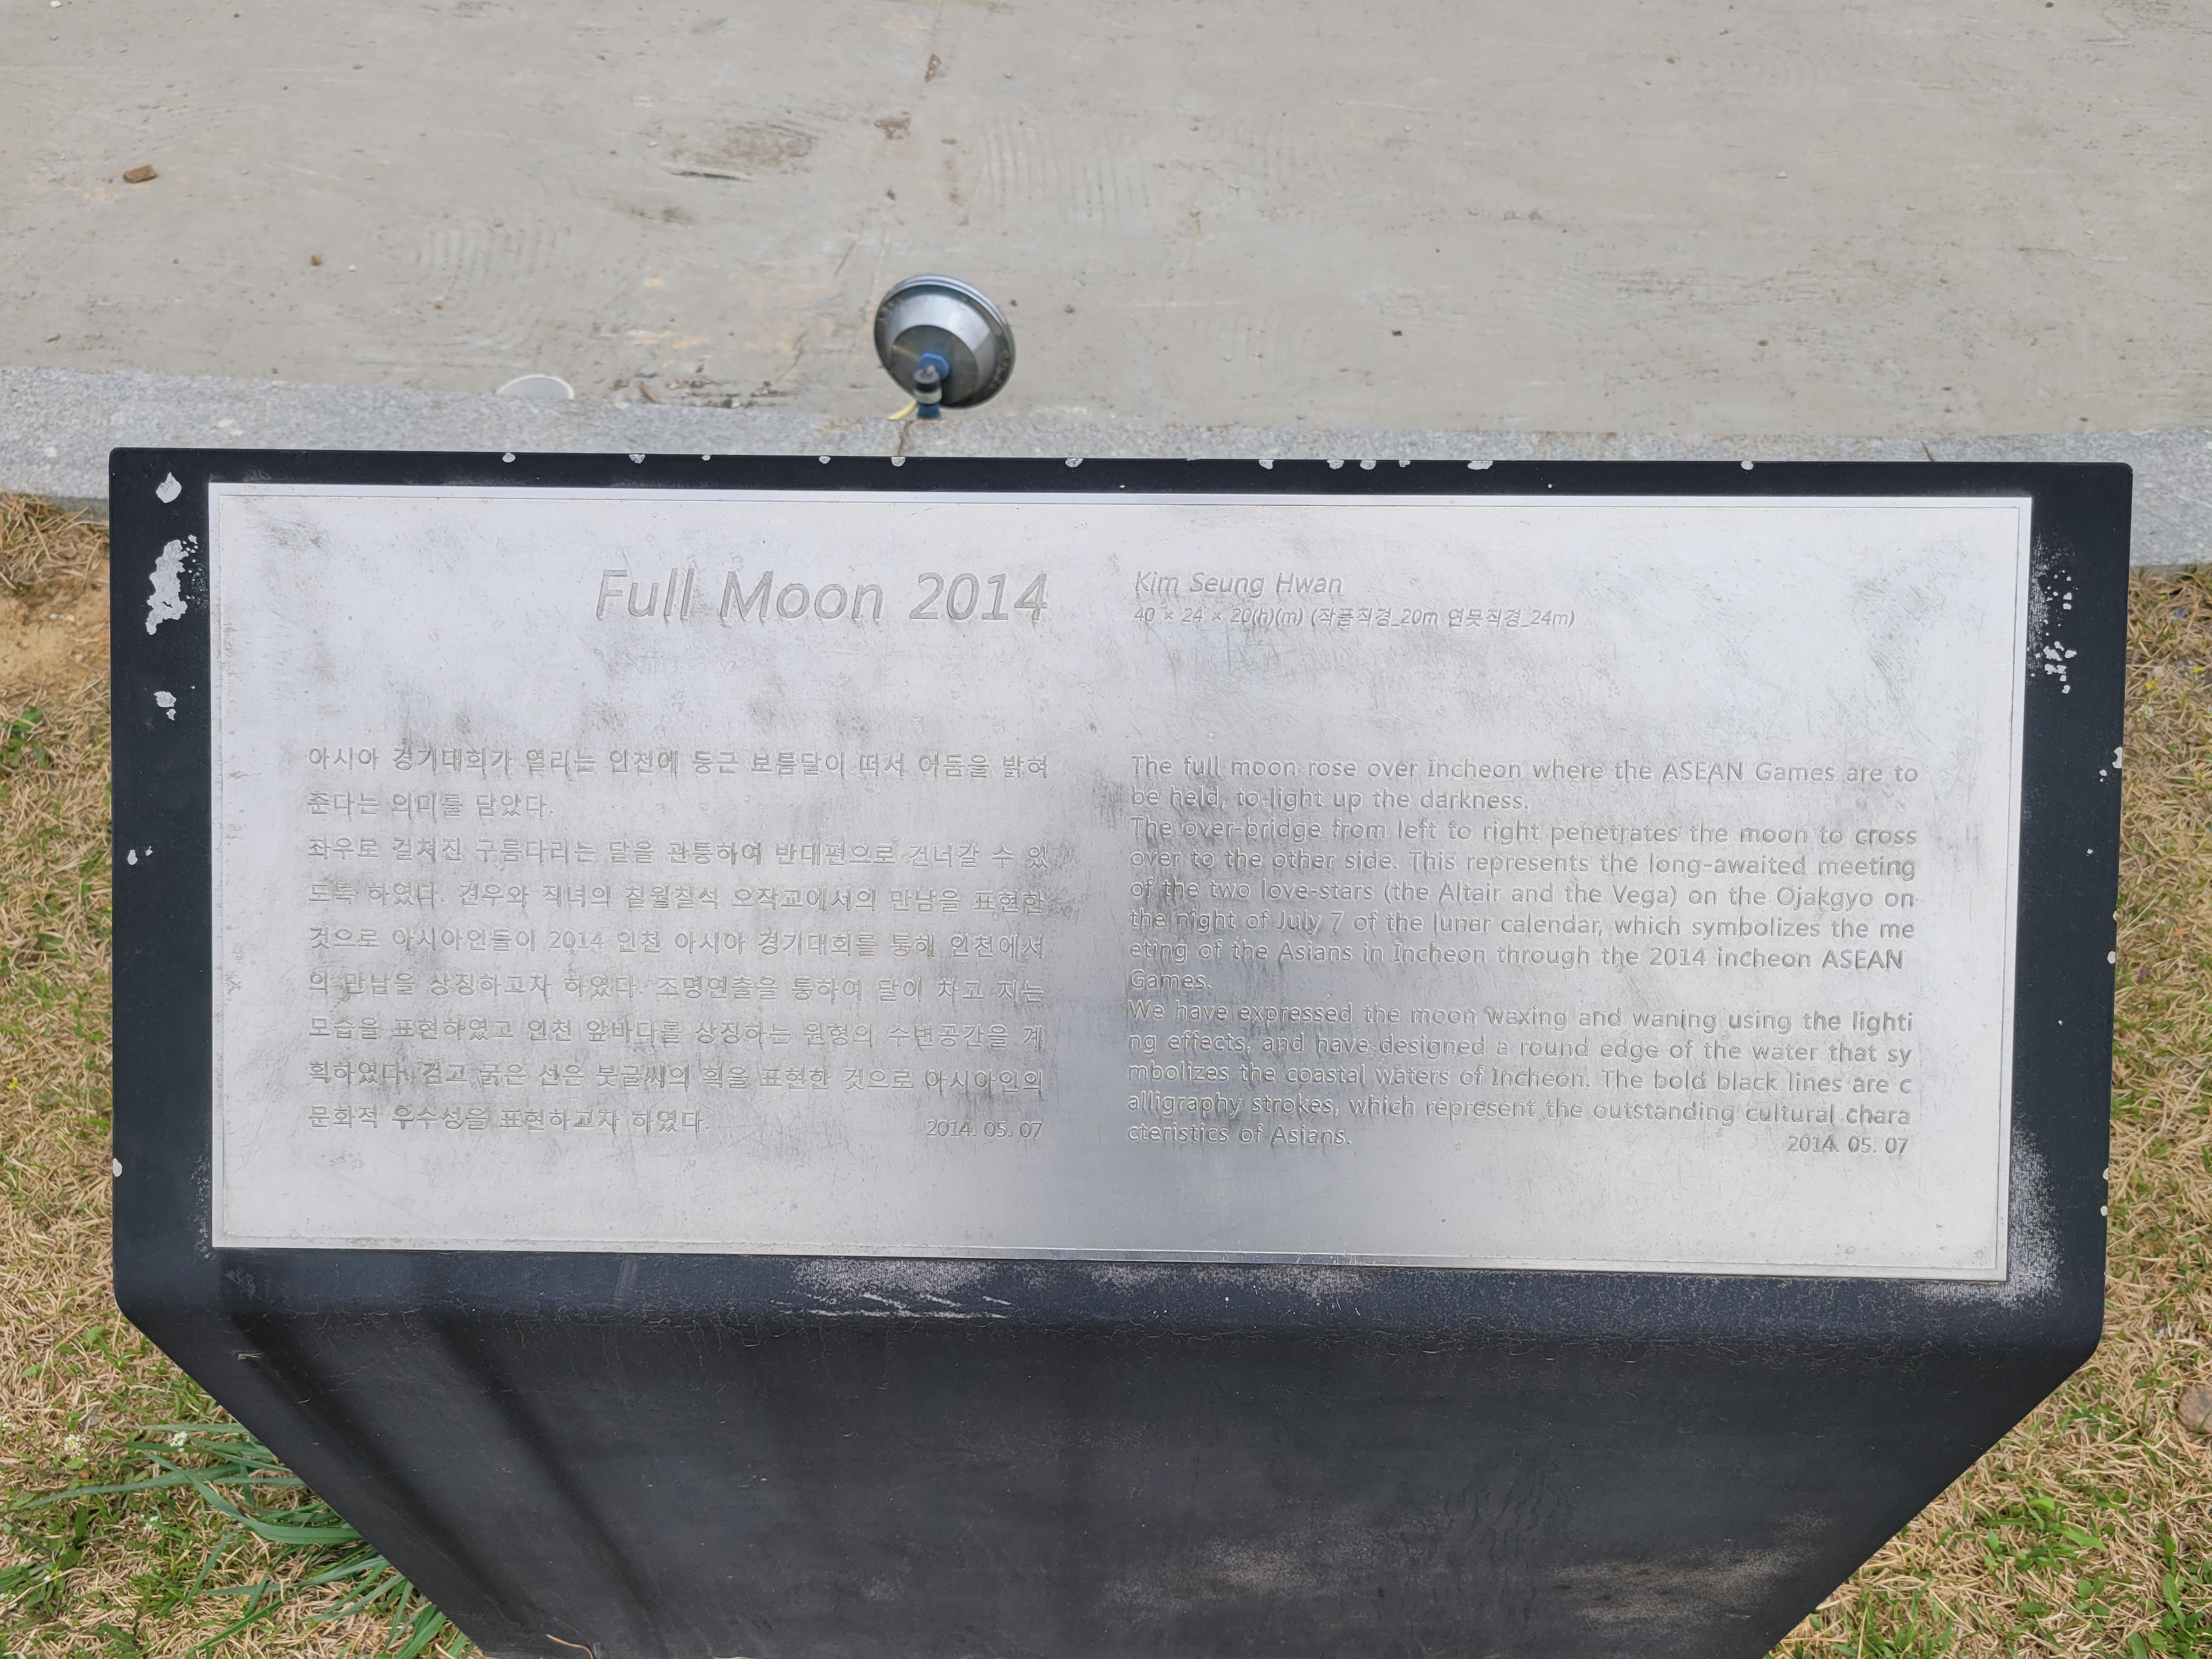 Full Moon 2014
Kim Seung Hwan
40 × 24 × 20(h)(m) (작품직경_20m 연못직경_24m)
아시아 경기대회가 열리는 인천에 둥근 보름달이 떠서 어둠을 밝혀
준다는 의미를 담았다.
좌우로 걸쳐진 구름다리는 달을 관통하여 반대편으로 건너갈 수 있
도록 하였다. 견우와 직녀의 칠월칠석 오작교에서의 만남을 표현한
것으로 아시아인들이 2014 인천 아시아 경기대회를 통해 인천에서
의 만남을 상징하고자 하였다. 조명연출을 통하여 달이 차고 지는
모습을 표현하였고 인천 앞바다를 상징하는 원형의 수변공간을 계
획하였다. 검고 굵은 선은 붓글씨의 획을 표현한 것으로 아시아인의
문화적 우수성을 표현하고자 하였다.
2014. 05. 07
The full moon rose over Incheon where the ASEAN Games are to
be held, to light up the darkness.
The over-bridge from left to right penetrates the moon to cross
over to the other side. This represents the long-awaited meeting
of the two love-stars (the Altair and the Vega) on the Ojakgyo on
the night of July 7 of the lunar calendar, which symbolizes the me
eting of the Asians in Incheon through the 2014 incheon ASEAN
Games.
We have expressed the moon waxing and waning using the lighti
ng effects, and have designed a round edge of the water that sy
mbolizes the coastal waters of Incheon. The bold black lines are c
alligraphy strokes, which represent the outstanding cultural chara
cteristics of Asians.
2014. 05. 07